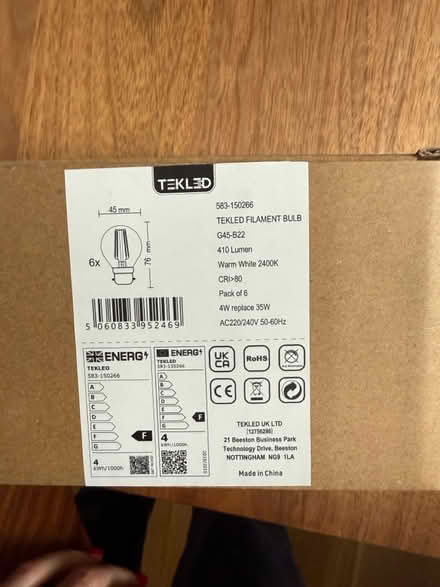 TEKLED
45 mm
76 mm
6x
5 060833 952469
583-150266
TEKLED FILAMENT BULB
G45-B22
410 Lumen
Warm White 2400K
CRI>80
Pack of 6
4W replace 35W
AC220/240V 50-60Hz
ENERG
TEKLED
583-150266
A
B
C
D
E
F
G
F
4
kWh/1000h
ENERG
TEKLED
583-150266
A
B
C
D
E
F
G
F
4
kWh/1000h
2019/2015
UK
CA
RoHS
CE
TEKLED UK LTD
(12796286)
21 Beeston Business Park
Technology Drive, Beeston
NOTTINGHAM NG9 1LA
Made in China